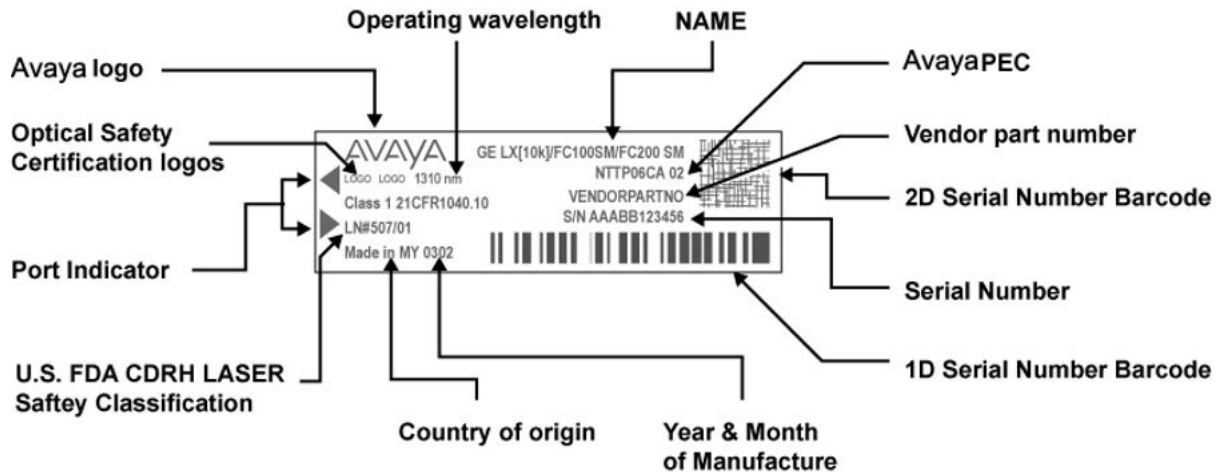 Operating wavelength
NAME
Avaya logo
Avaya PEC
Optical Safety
Certification logos
Vendor part number
2D Serial Number Barcode
Port Indicator
Serial Number
U.S. FDA CDRH LASER
Saftey Classification
1D Serial Number Barcode
Country of origin
Year & Month
of Manufacture
AVAYA
LOGO LOGO 1310 nm
Class 1 21CFR1040.10
LN#507/01
Made in MY 0302
GE LX[10k]/FC100SM/FC200 SM
NTTP06CA 02
VENDORPARTNO
S/N AAABB123456